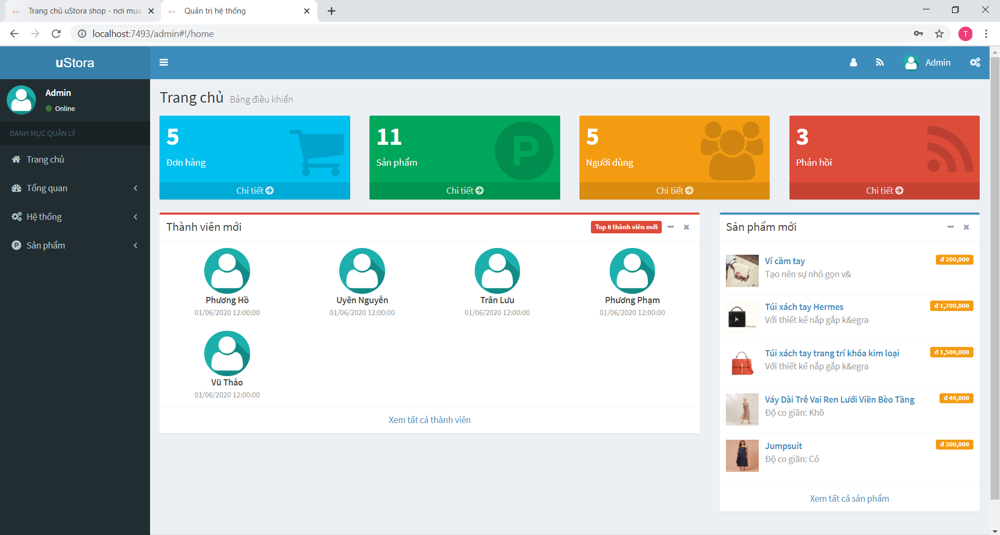 Trang chủ uStora shop - nơi mua
Quản trị hệ thống
localhost:7493/admin#!/home
T
uStora
Admin
Admin
Online
DANH MỤC QUẢN LÝ
Trang chủ
Tổng quan
Hệ thống
Sản phẩm
Trang chủ Bảng điều khiển
5
Đơn hàng
Chi tiết
11
Sản phẩm
Chi tiết
5
Người dùng
Chi tiết
3
Phản hồi
Chi tiết
Thành viên mới
Top 8 thành viên mới
Phương Hồ
01/06/2020 12:00:00
Uyên Nguyễn
01/06/2020 12:00:00
Trân Lưu
01/06/2020 12:00:00
Phương Phạm
01/06/2020 12:00:00
Vũ Thảo
01/06/2020 12:00:00
Xem tất cả thành viên
Sản phẩm mới
Ví cầm tay
đ 200,000
Tạo nên sự nhỏ gọn v&
Túi xách tay Hermes
đ 1,700,000
Với thiết kế nắp gắp k&egra
Túi xách tay trang trí khóa kim loại
đ 1,500,000
Với thiết kế nắp gắp k&egra
Váy Dài Trễ Vai Ren Lưới Viền Bèo Tầng
đ 40,000
Độ co giãn: Khô
Jumpsuit
đ 300,000
Độ co giãn: Có
Xem tất cả sản phẩm